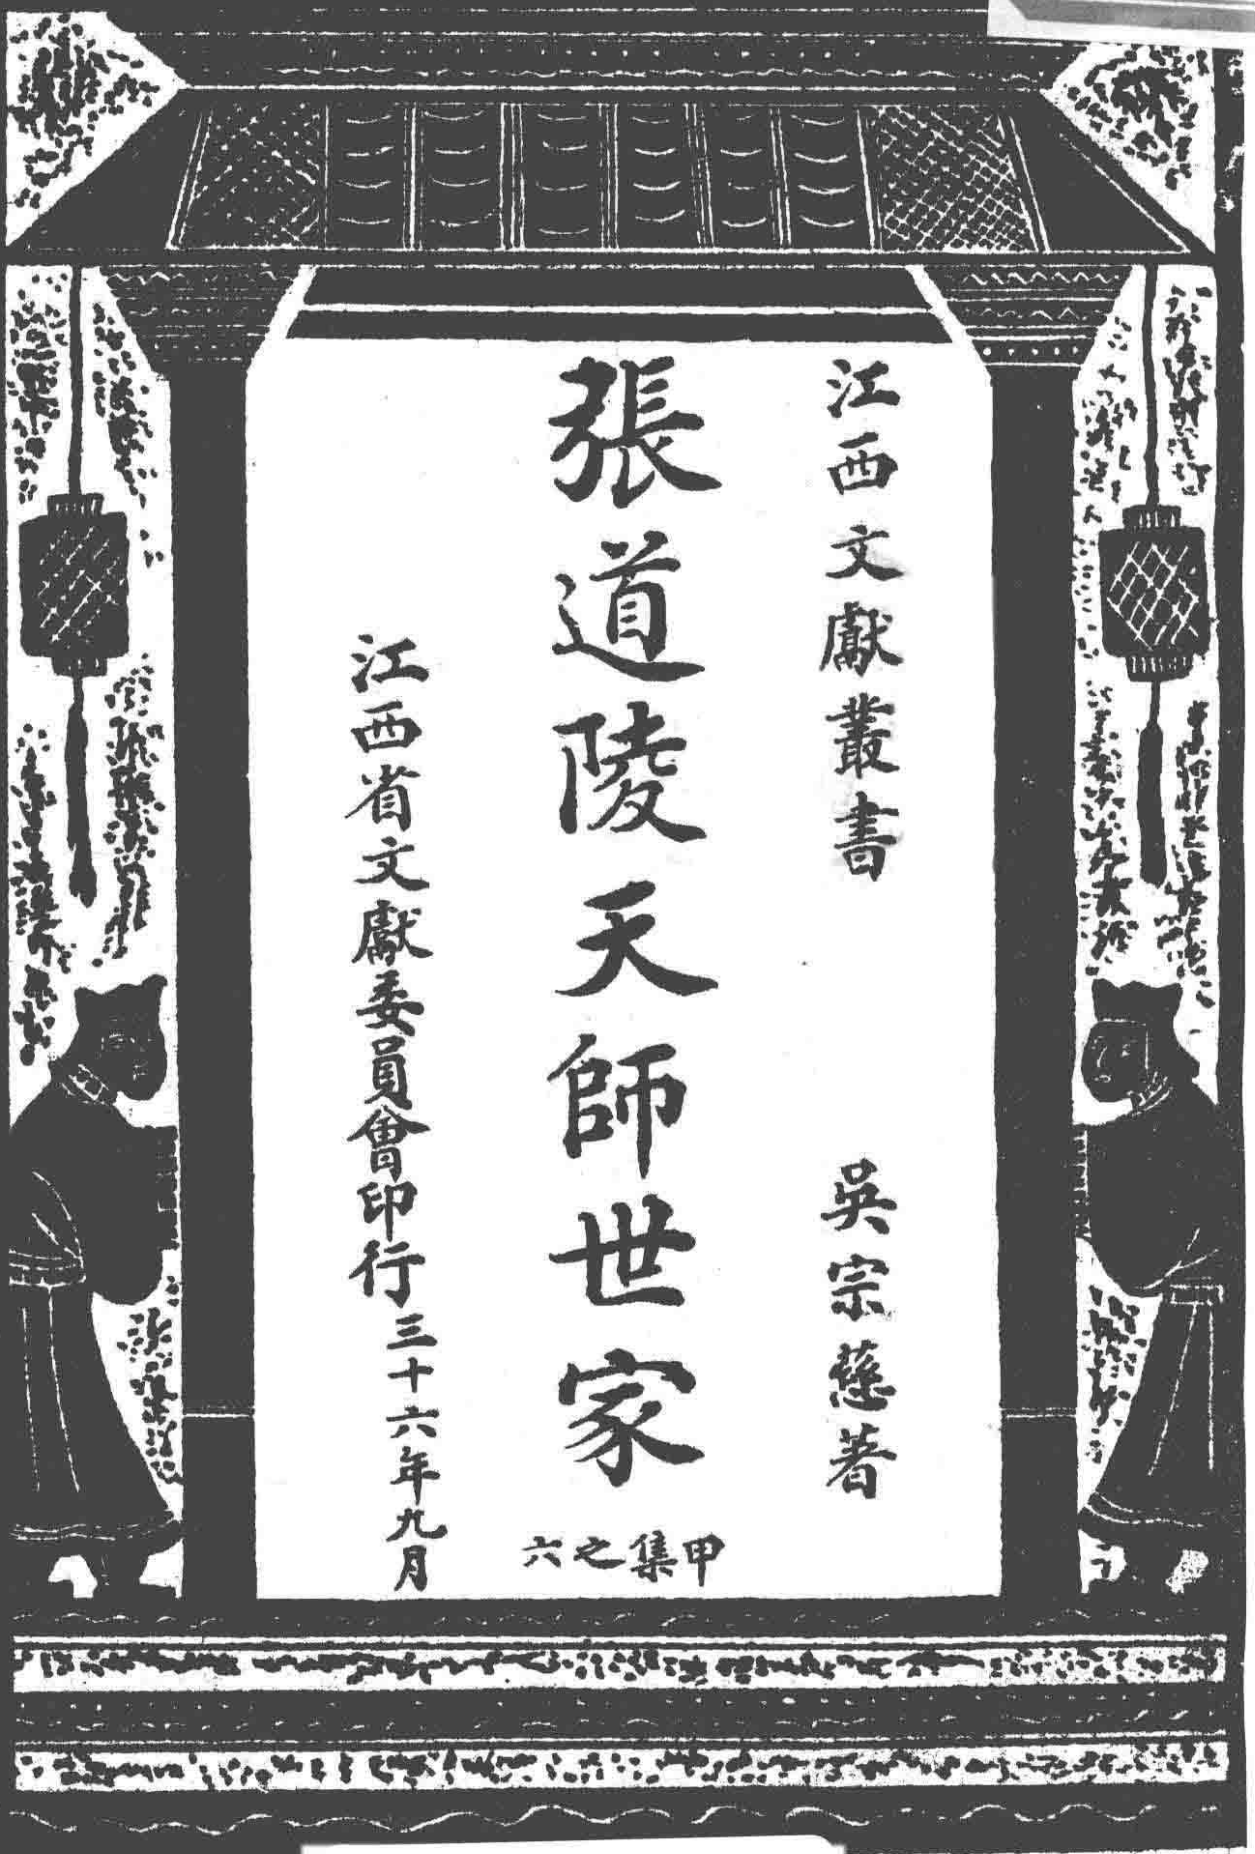 江西文獻叢書
吳宗慈著
張道陵天師世家
甲集之六
江西省文獻委員會印行三十六年九月